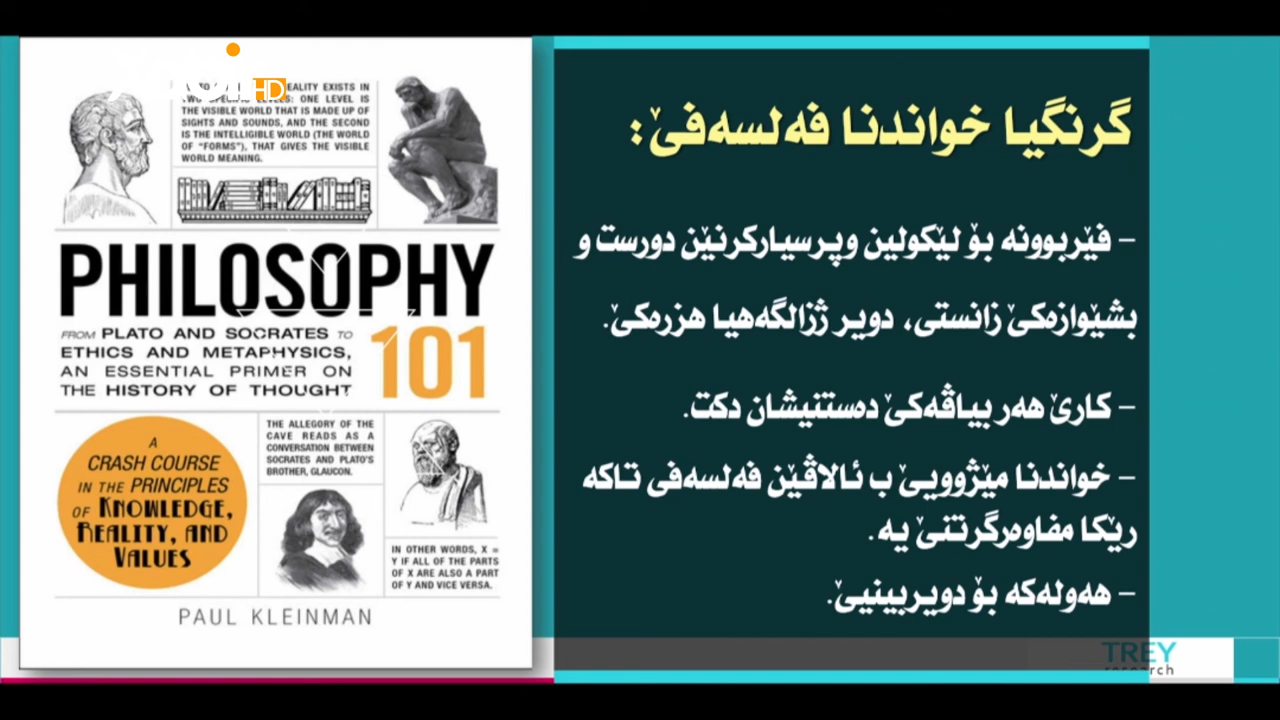 HD
EALITY EXISTS IN
ONE LEVEL IS
THE VISIBLE WORLD THAT IS MADE UP OF
SIGHTS AND SOUNDS, AND THE SECOND
IS THE INTELLIGIBLE WORLD (THE WORLD
OF “FORMS”), THAT GIVES THE VISIBLE
WORLD MEANING.
PHILOSOPHY
FROM PLATO AND SOCRATES TO
ETHICS AND METAPHYSICS,
AN ESSENTIAL PRIMER ON
THE HISTORY OF THOUGHT
101
A
CRASH COURSE
IN THE PRINCIPLES
OF KNOWLEDGE,
REALITY, AND
VALUES
THE ALLEGORY OF THE
CAVE READS AS A
CONVERSATION BETWEEN
SOCRATES AND PLATO'S
BROTHER, GLAUCON.
IN OTHER WORDS, X =
Y IF ALL OF THE PARTS
OF X ARE ALSO A PART
OF Y AND VICE VERSA.
PAUL KLEINMAN
گرنگیا خواندنا فەلسەفێ :
– فێربوونە بۆ لێکولین وپرسیارکرنێن دورست و
بشێوازەکێ زانستی، دویر ژزالگەهیا هزرەکێ.
– کارێ هەر بیاڤەکێ دەستنیشان دکت.
– خواندنا مێژوویێ ب ئالاڤێن فەلسەفی تاکە
رێکا مفاوەرگرتنێ یە.
– هەولەکە بۆ دویربینیێ.
TREY
research